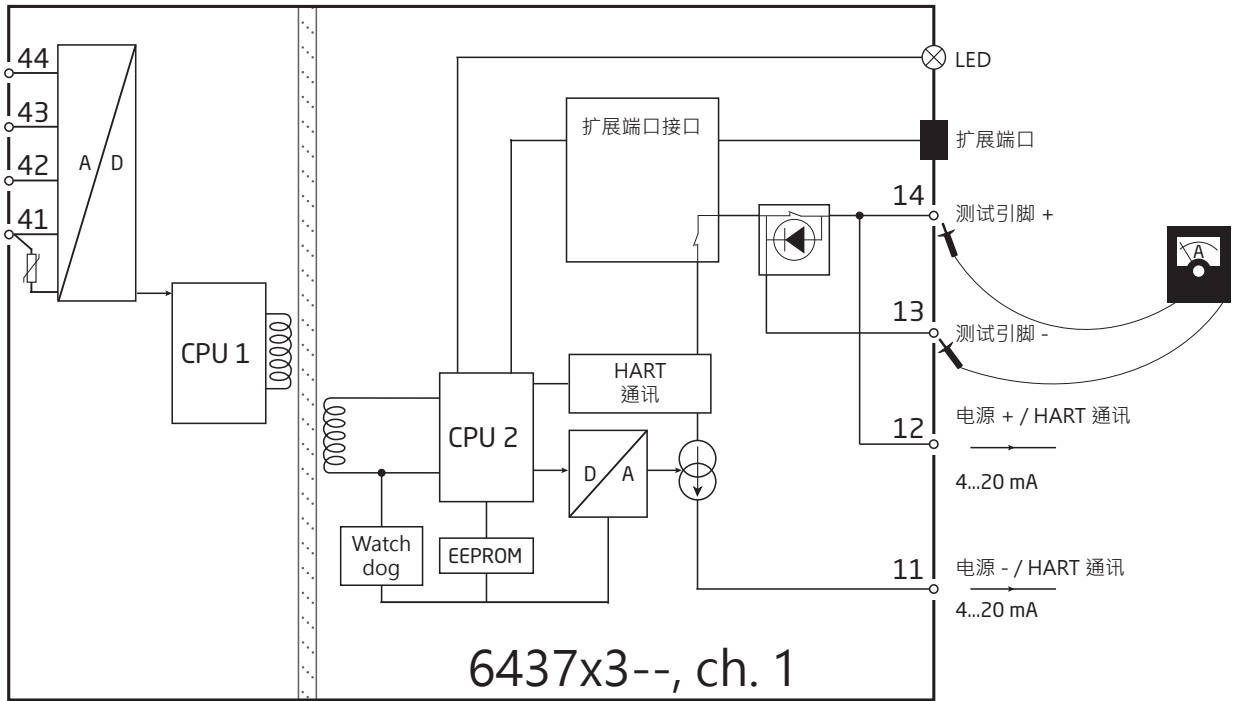 44
43
42
41
A
D
CPU 1
CPU 2
Watch
dog
EEPROM
D
A
HART
通讯
扩展端口接口
LED
扩展端口
14
测试引脚 +
A
13
测试引脚 -
12
电源 + / HART 通讯
4...20 mA
11
电源 - / HART 通讯
4...20 mA
6437x3--, ch. 1